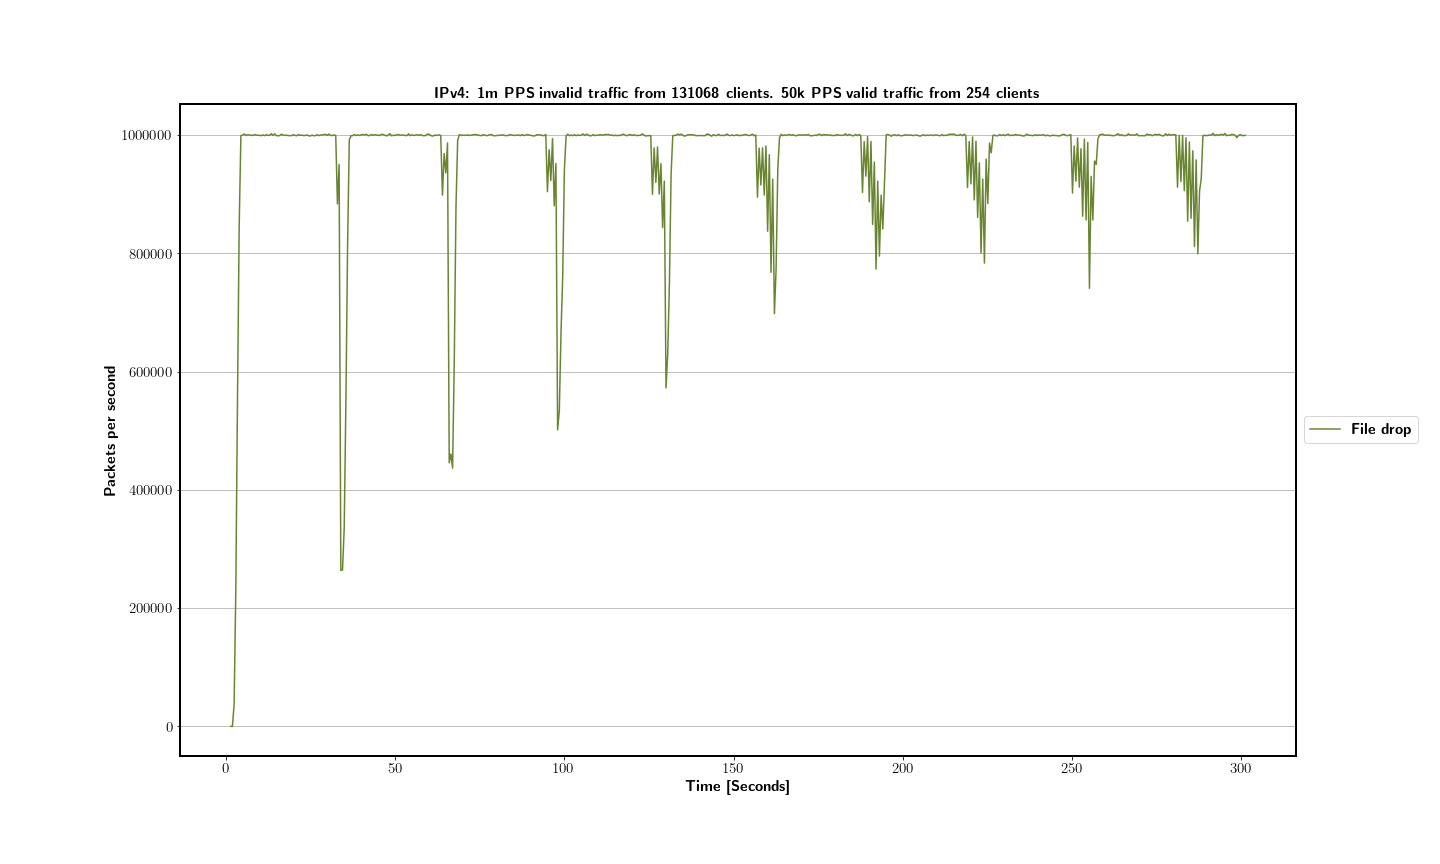 IPv4: 1m PPS invalid traffic from 131068 clients. 50k PPS valid traffic from 254 clients
1000000
800000
600000
400000
200000
0
Packets per second
0 50 100 150 200 250 300
Time [Seconds]
File drop